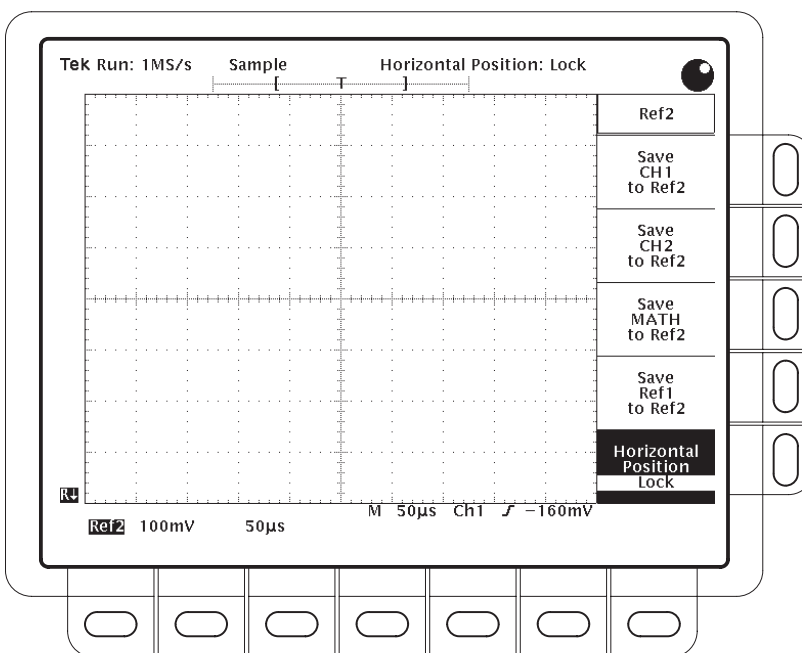 Tek Run: 1MS/s Sample Horizontal Position: Lock
[ T ]
Ref2
Save
CH1
to Ref2
Save
CH2
to Ref2
Save
MATH
to Ref2
Save
Ref1
to Ref2
Horizontal
Position
Lock
R↓
M 50µs Ch1 ƒ −160mV
Ref2 100mV 50µs